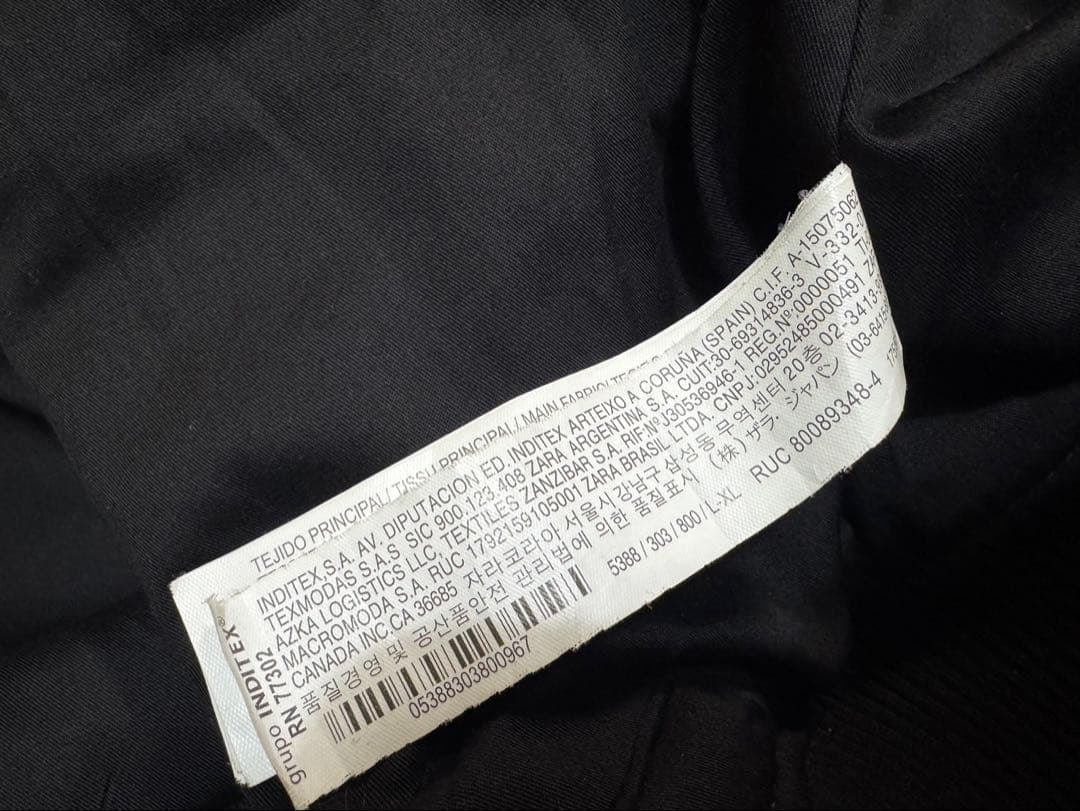 TEJIDO PRINCIPAL / TISSU PRINCIPAL / MAIN FABRIC/
INDITEX,S.A. AV. DIPUTACION ED. INDITEX ARTEIXO A CORUÑA (SPAIN) C.I.F. A-15075062
TEXMODAS S.A.S SIC 900.123.408 ZARA ARGENTINA S.A. CUIT:30-69314836-3 V-332-
AZKA LOGISTICS LLC, TEXTILES ZANZIBAR S.A. RIF.Nº J30536946-1 REG.Nº:0000051
MACROMODA S.A. RUC 1792159105001 ZARA BRASIL LTDA. CNPJ:02952485000491
CANADA INC.CA 36685 자라코리아 서울시강남구삼성동무역센터 20층 02-3413-
품질경영 및 공산품안전 관리법에 의한 품질표시 (株) ザラ・ジャパン (03-6415-
05388303800967 5388 / 303 / 800 / L-XL RUC 80089348-4
grupo INDITEX®
RN 77302